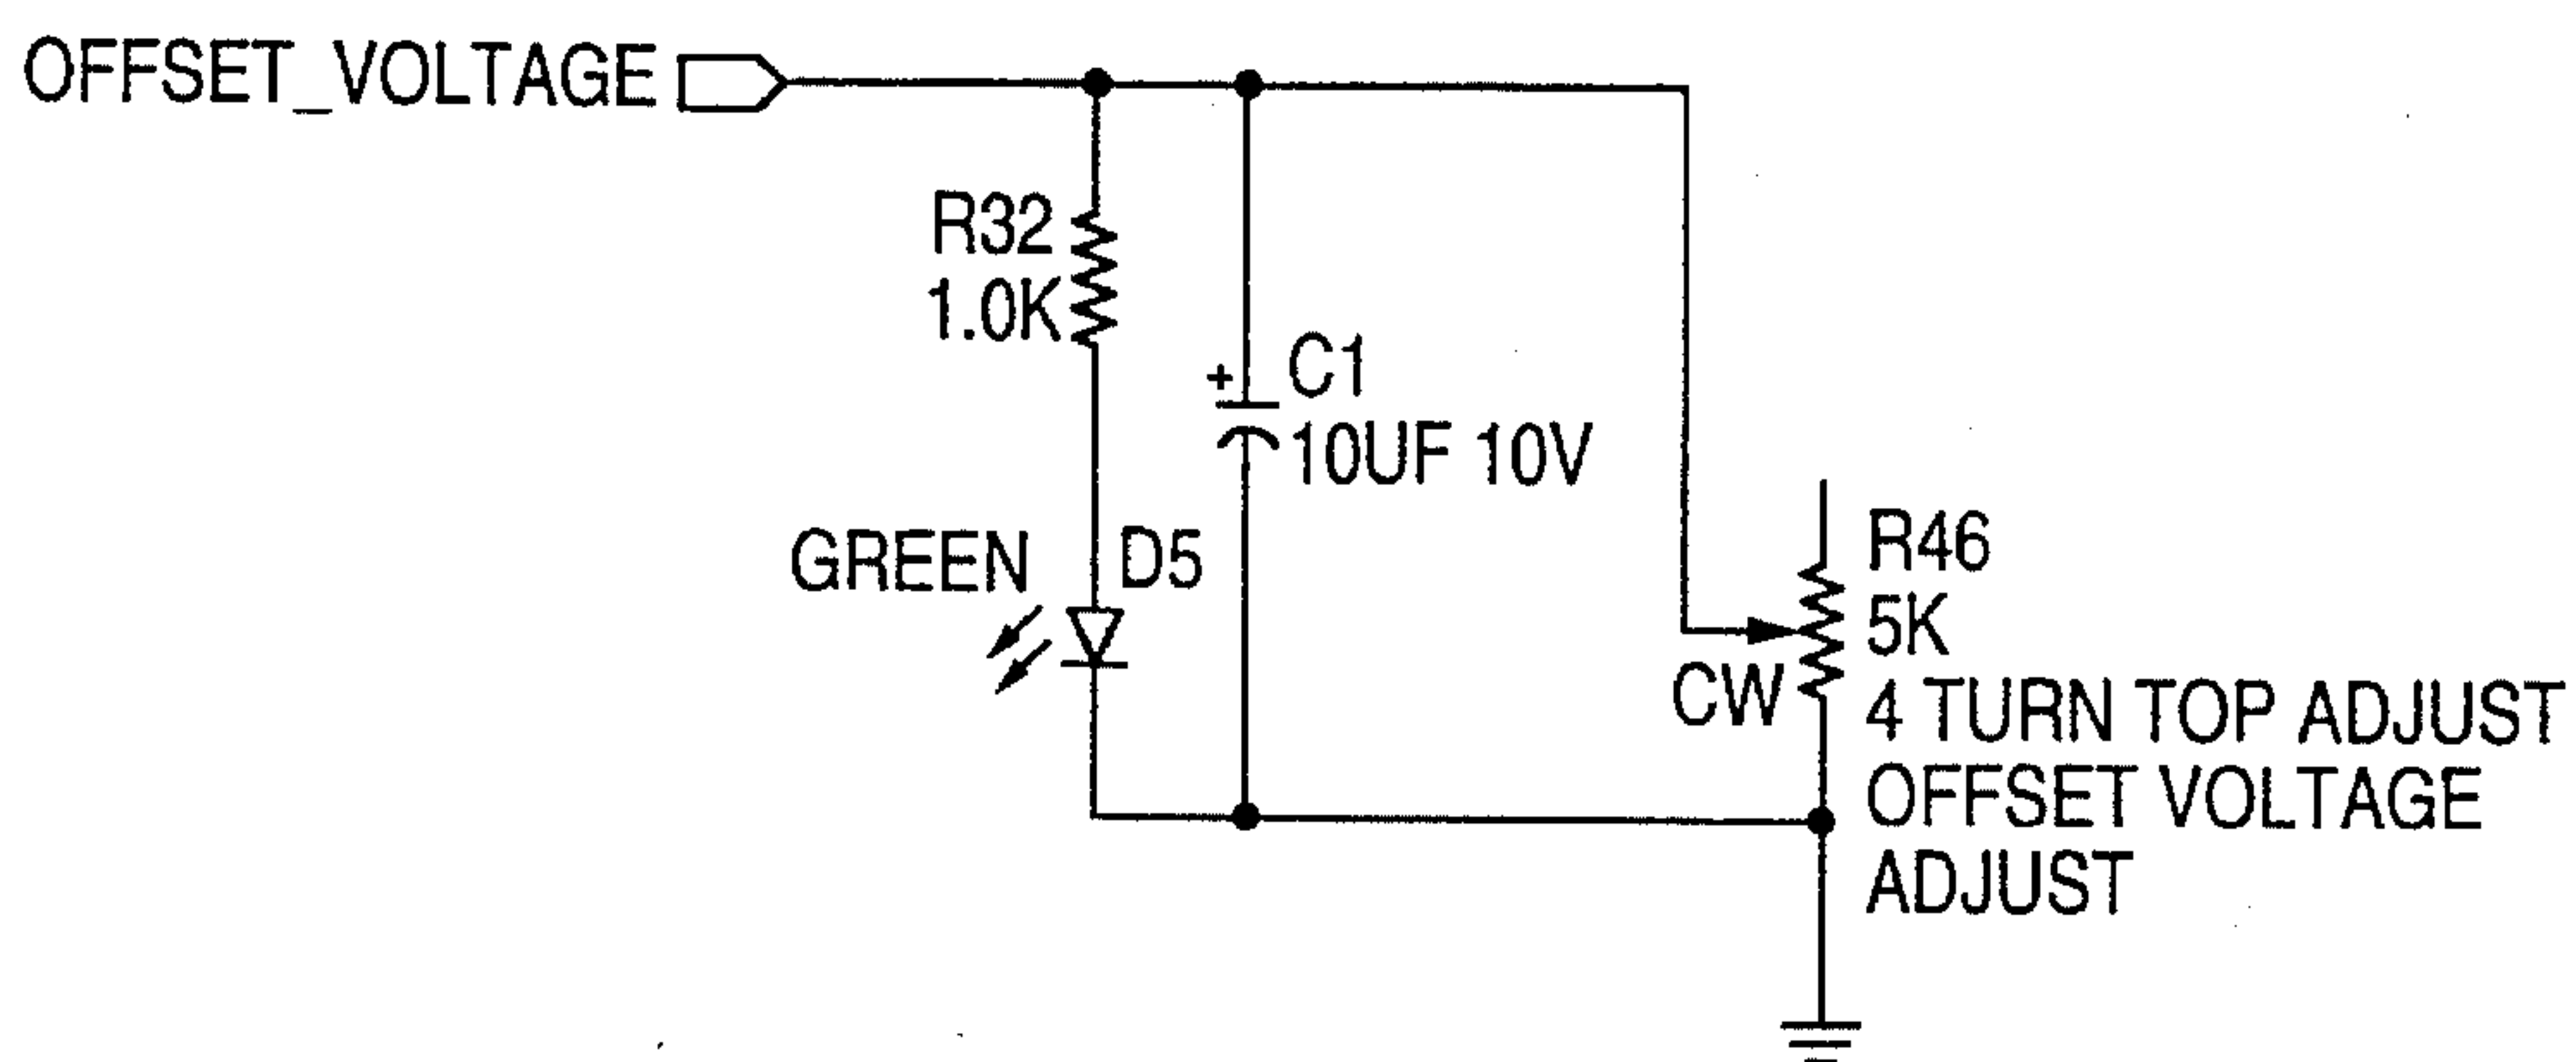 OFFSET_VOLTAGE
R32
1.0K
+
C1
10UF 10V
GREEN
D5
R46
5K
CW
4 TURN TOP ADJUST
OFFSET VOLTAGE
ADJUST